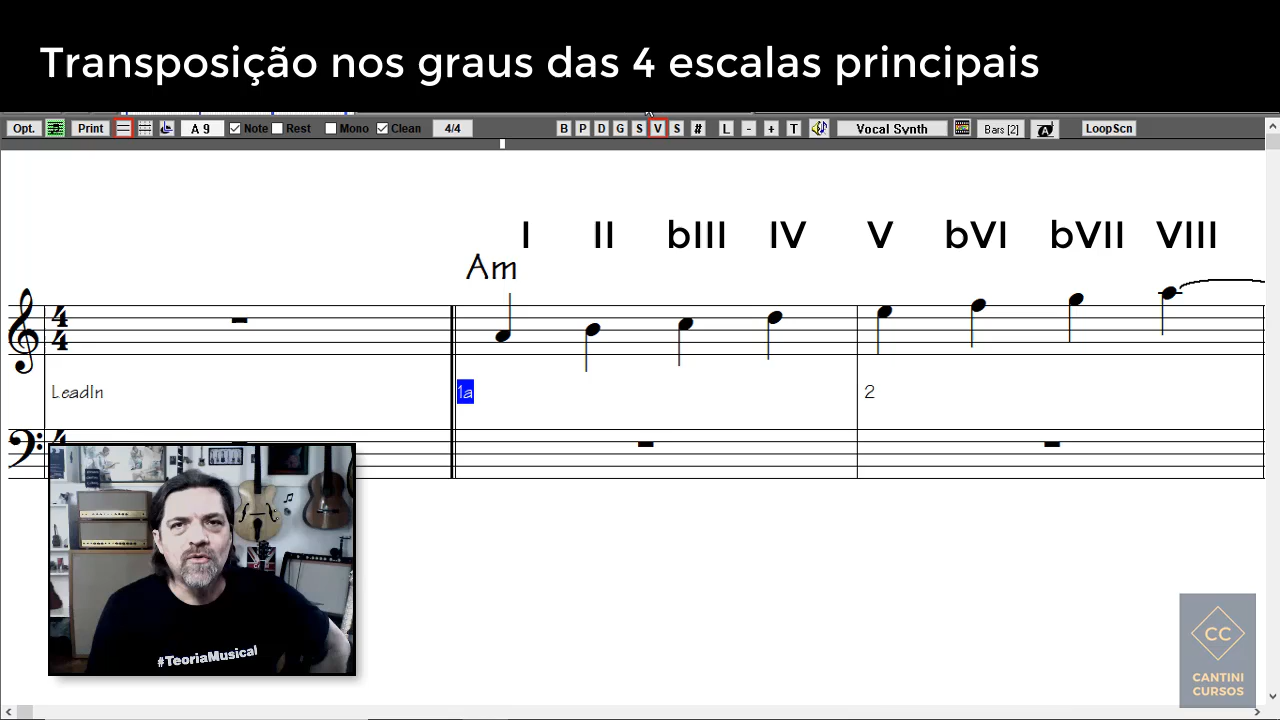 Transposição nos graus das 4 escalas principais
Opt. Print A 9 Note Rest Mono Clean 4/4 B P D G S V S # L - + T Vocal Synth Bars [2] A LoopScn
I II bIII IV V bVI bVII VIII
Am
4
4
LeadIn 1a 2
4
#TeoriaMusical
CC
CANTINI
CURSOS